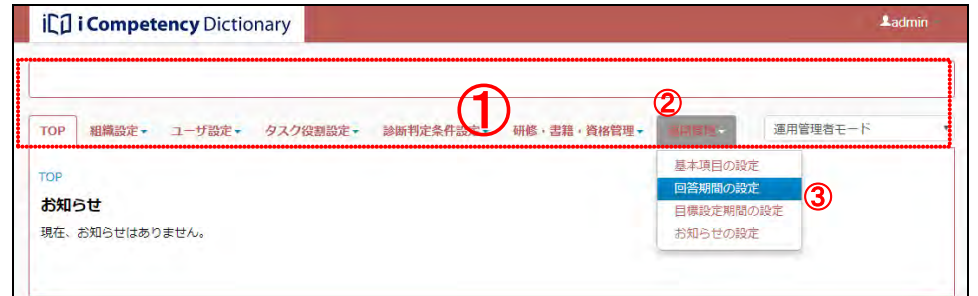 iCD i Competency Dictionary
admin
①
②
TOP 組織設定 ユーザ設定 タスク役割設定 診断判定条件設定 研修・書籍・資格管理 運用管理 運用管理者モード
基本項目の設定
TOP
回答期間の設定
③
お知らせ
目標設定期間の設定
現在、お知らせはありません。
お知らせの設定